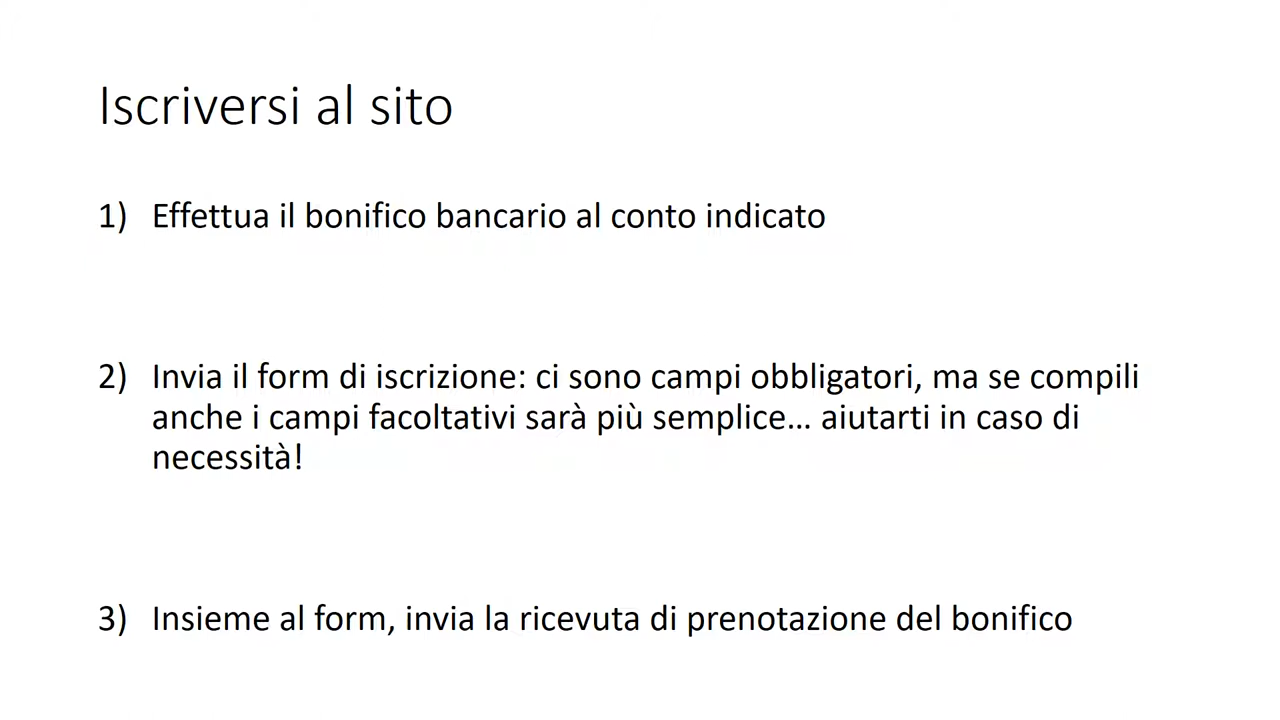 Iscriversi al sito
1) Effettua il bonifico bancario al conto indicato
2) Invia il form di iscrizione: ci sono campi obbligatori, ma se compili
anche i campi facoltativi sarà più semplice… aiutarti in caso di
necessità!
3) Insieme al form, invia la ricevuta di prenotazione del bonifico